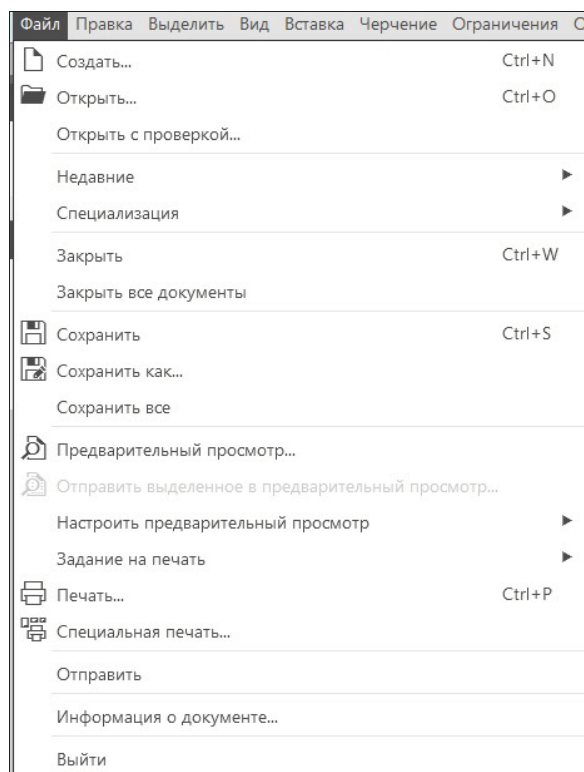 Файл Правка Выделить Вид Вставка Черчение Ограничения
Создать... Ctrl+N
Открыть... Ctrl+O
Открыть с проверкой...
Недавние
Специализация
Закрыть Ctrl+W
Закрыть все документы
Сохранить Ctrl+S
Сохранить как...
Сохранить все
Предварительный просмотр...
Отправить выделенное в предварительный просмотр...
Настроить предварительный просмотр
Задание на печать
Печать... Ctrl+P
Специальная печать...
Отправить
Информация о документе...
Выйти